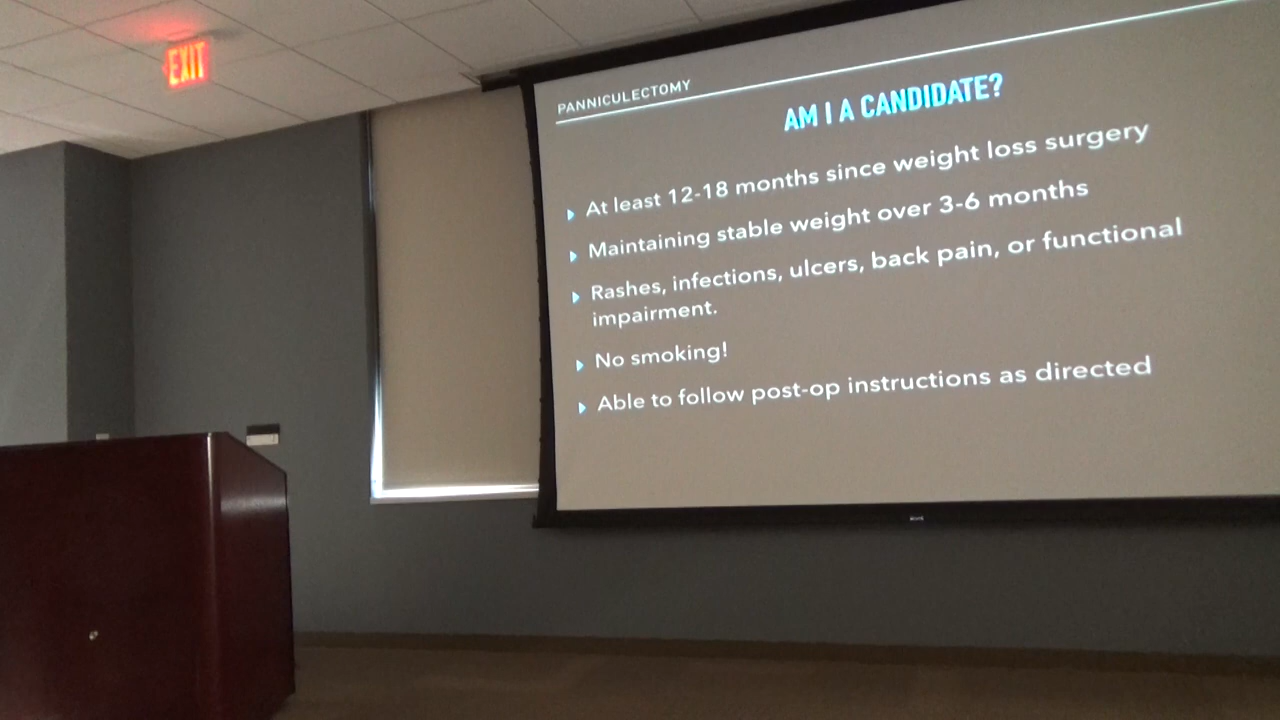 EXIT
PANNICULECTOMY
AM I A CANDIDATE?
At least 12-18 months since weight loss surgery
Maintaining stable weight over 3-6 months
Rashes, infections, ulcers, back pain, or functional
impairment.
No smoking!
Able to follow post-op instructions as directed